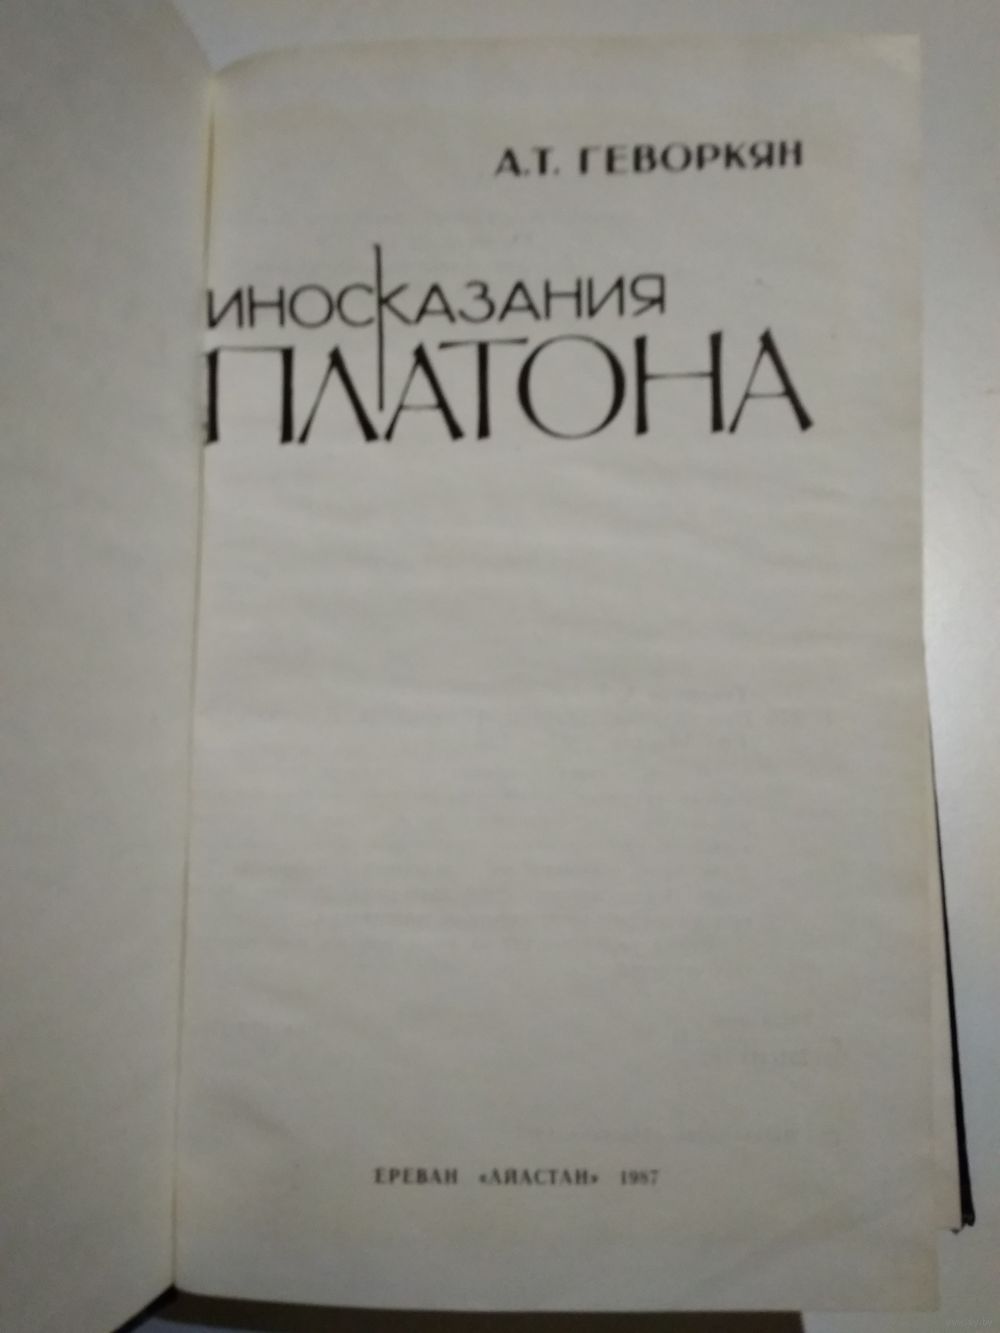 А.Т. ГЕВОРКЯН
ИНОСКАЗАНИЯ
ПЛАТОНА
ЕРЕВАН «АЙАСТАН» 1987